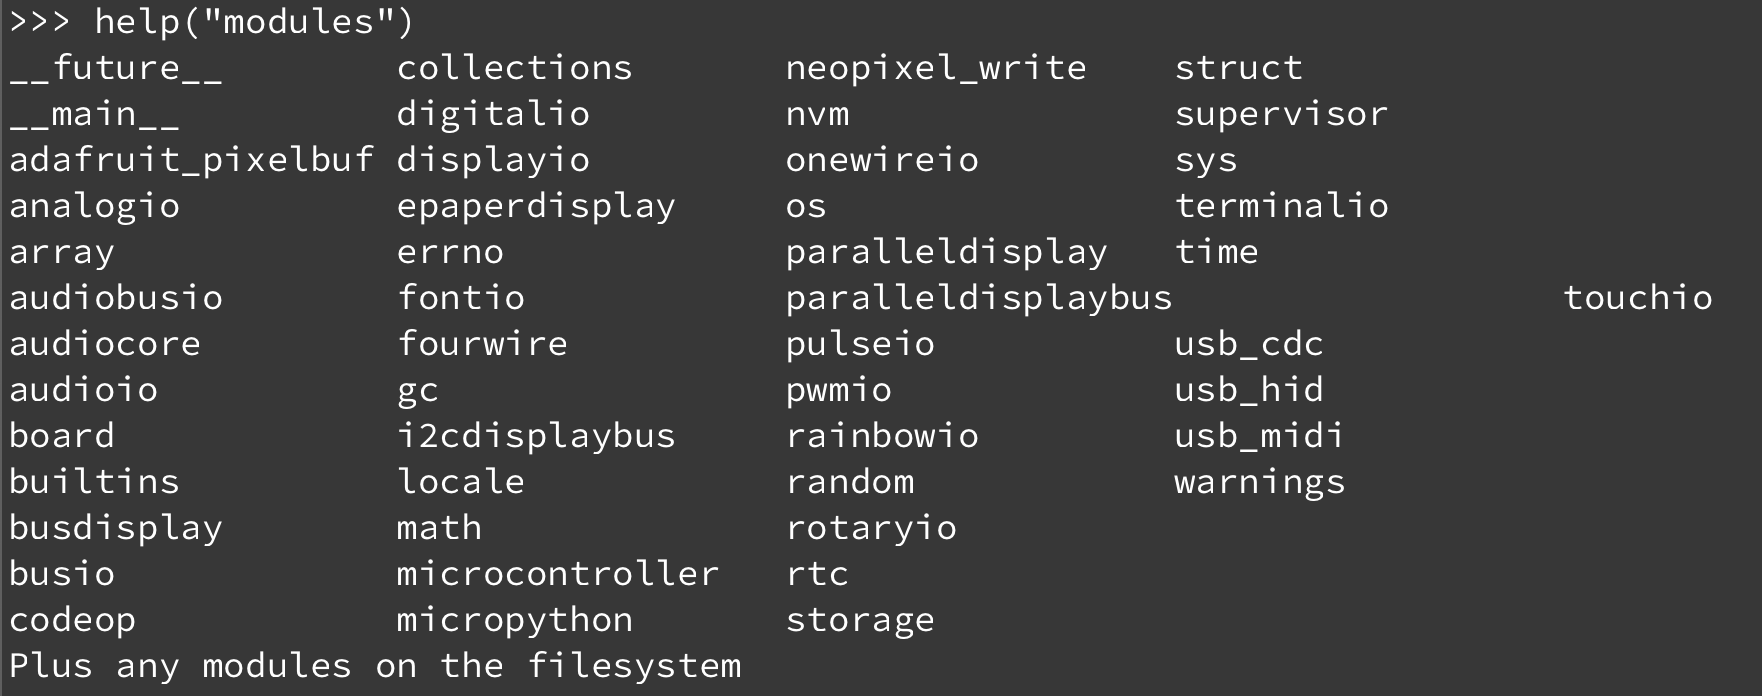 >>> help("modules")
__future__        collections       neopixel_write    struct
__main__          digitalio         nvm               supervisor
adafruit_pixelbuf displayio         onewireio         sys
analogio          epaperdisplay     os                terminalio
array             errno             paralleldisplay   time
audiobusio        fontio            paralleldisplaybus                  touchio
audiocore         fourwire          pulseio           usb_cdc
audioio           gc                pwmio             usb_hid
board             i2cdisplaybus     rainbowio         usb_midi
builtins          locale            random            warnings
busdisplay        math              rotaryio
busio             microcontroller   rtc
codeop            micropython       storage
Plus any modules on the filesystem